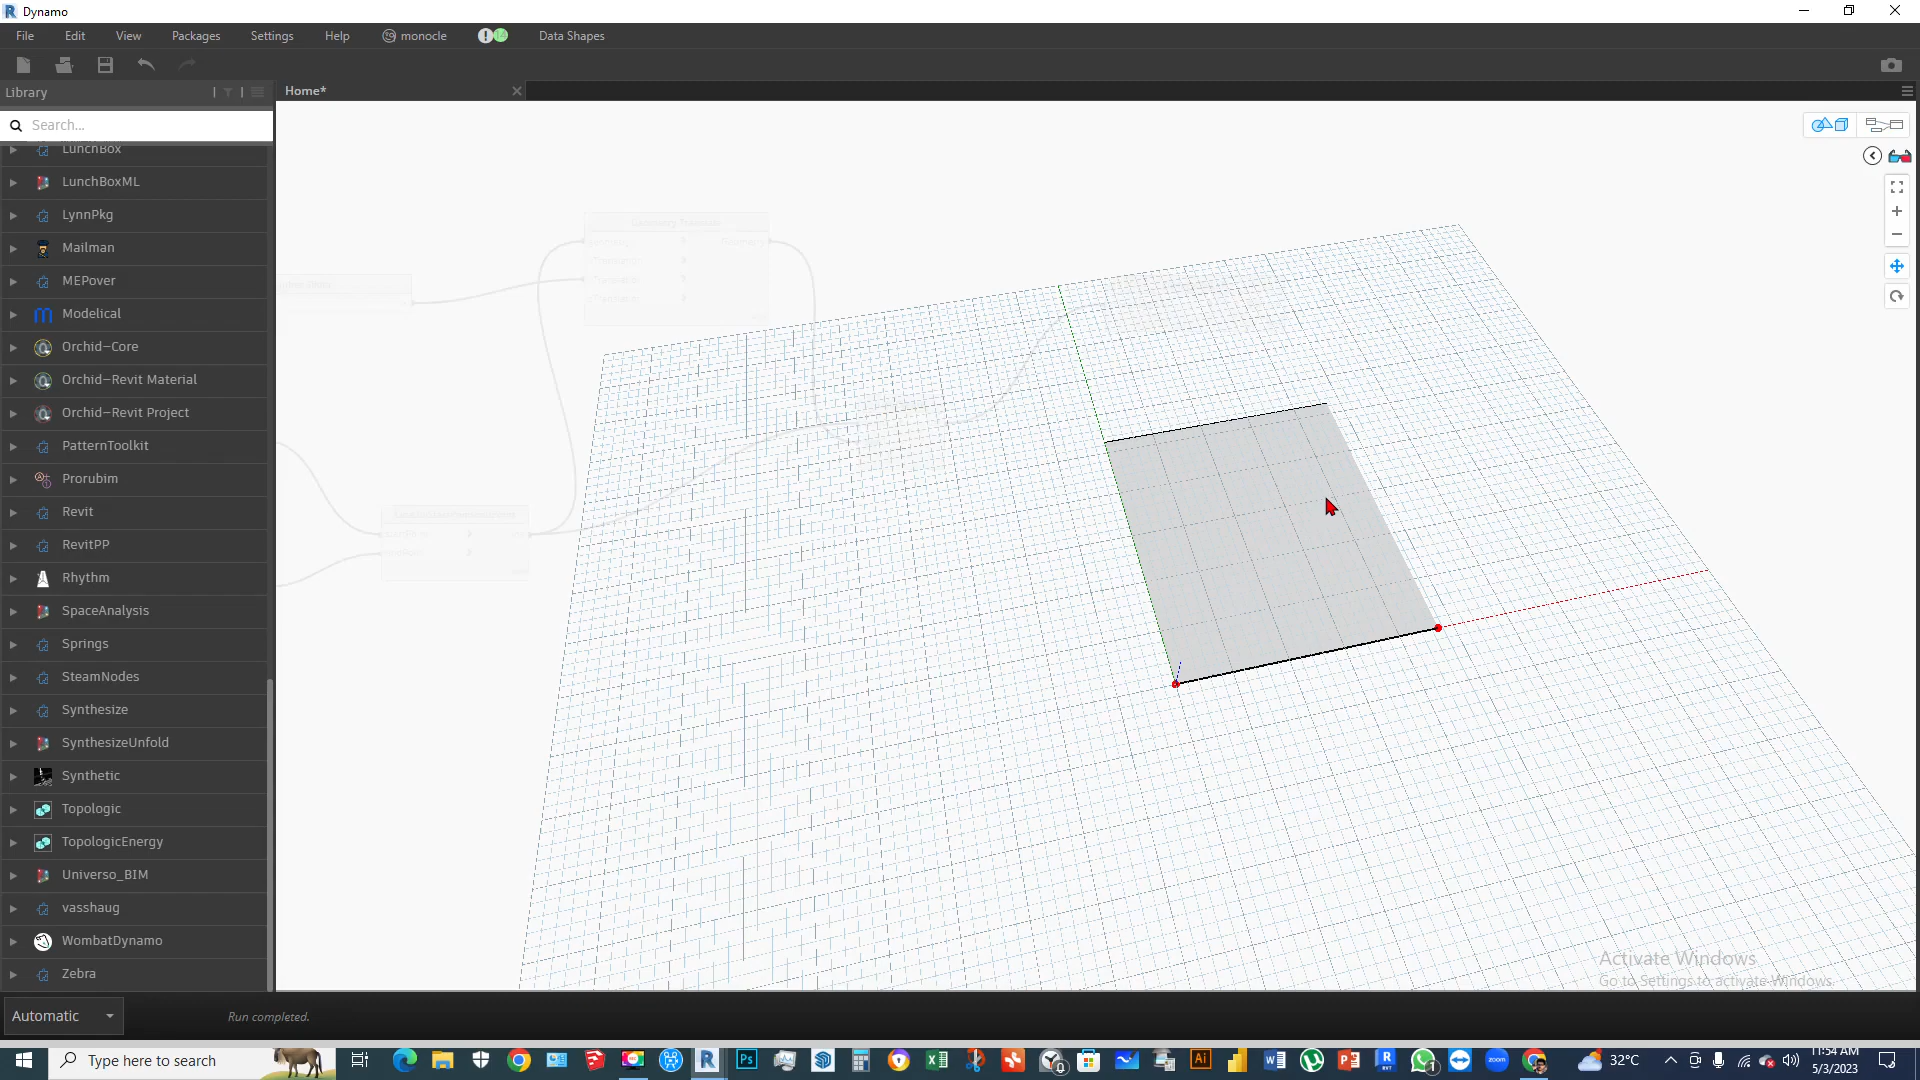 Dynamo
File Edit View Packages Settings Help monocle Data Shapes
Library
Home*
Search...
LunchBox
LunchBoxML
LynnPkg
Mailman
MEPover
Modelical
Orchid-Core
Orchid-Revit Material
Orchid-Revit Project
PatternToolkit
Prorubim
Revit
RevitPP
Rhythm
SpaceAnalysis
Springs
SteamNodes
Synthesize
SynthesizeUnfold
Synthetic
Topologic
TopologicEnergy
Universo_BIM
vasshaug
WombatDynamo
Zebra
Activate Windows
Go to Settings to activate Windows.
Automatic
Run completed.
Type here to search
32°C
11:54 AM
5/3/2023